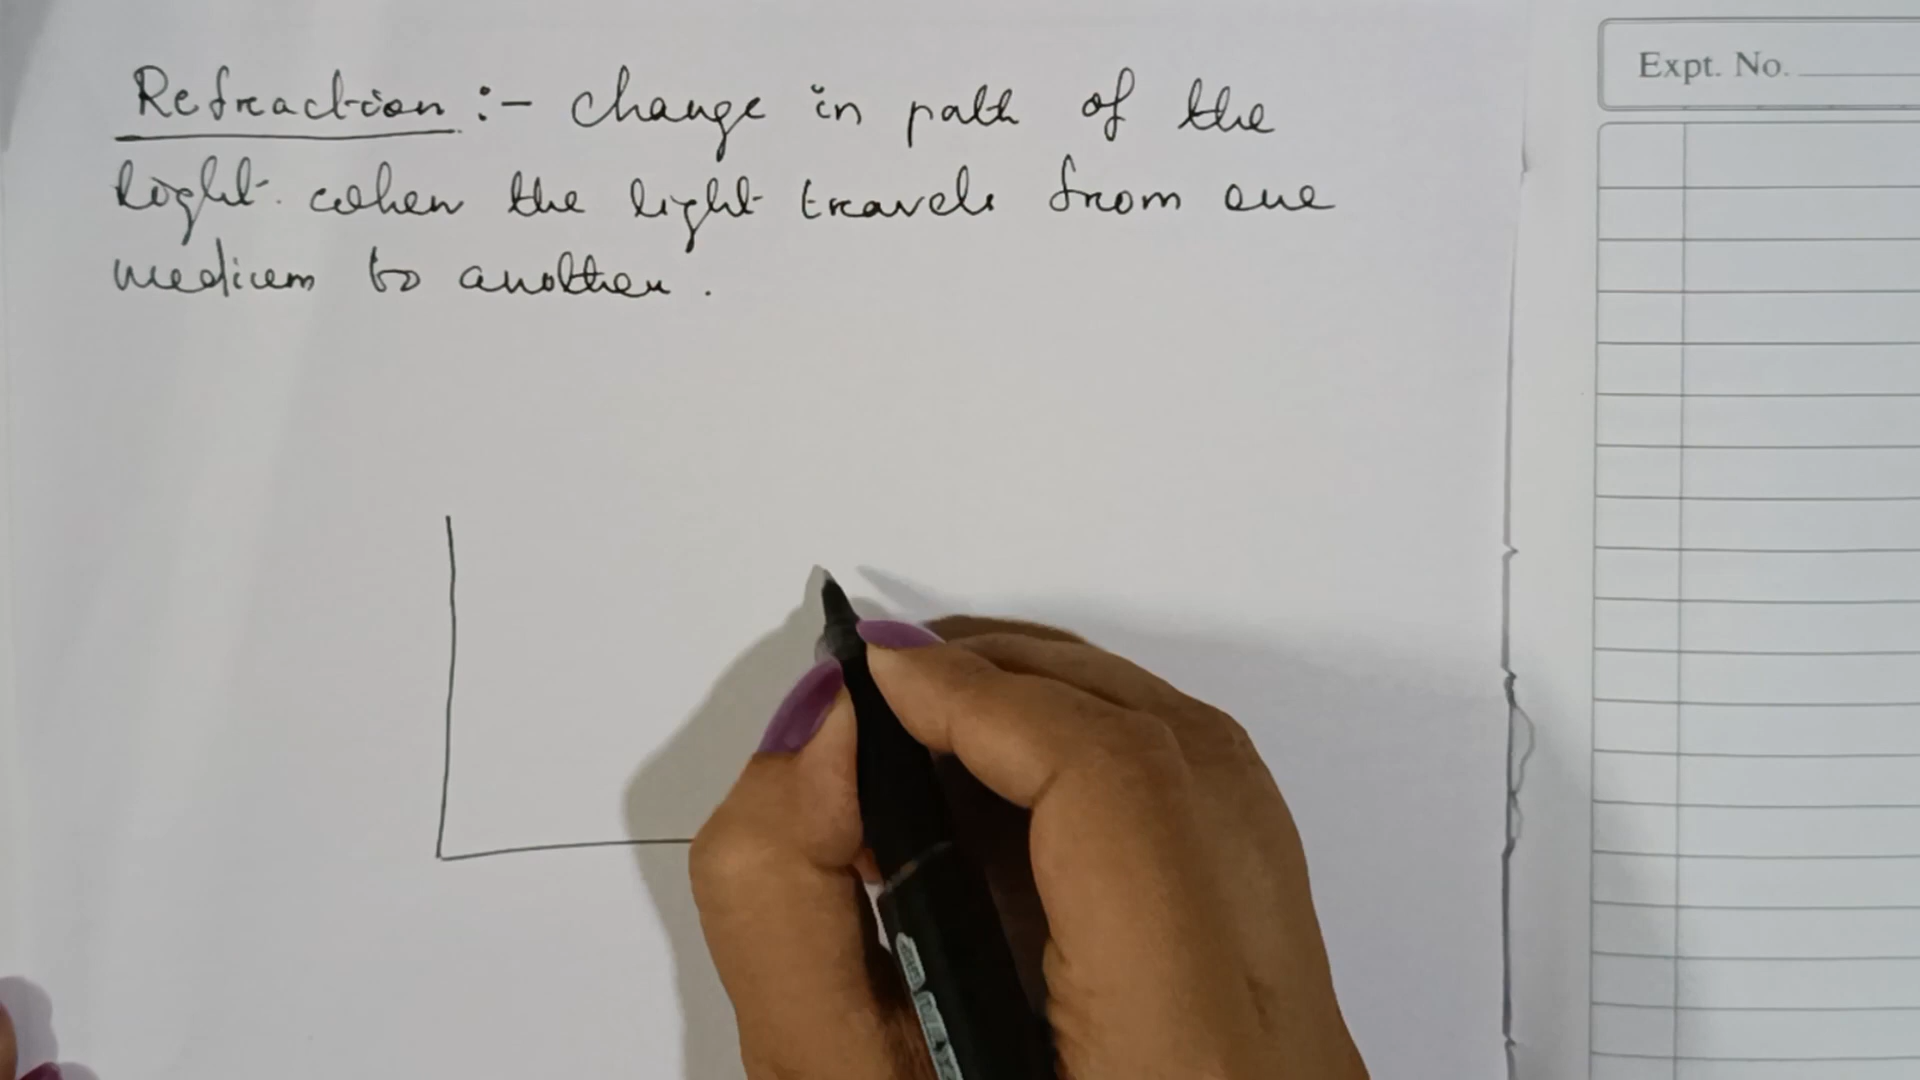 Refraction :- change in path of the
light when the light travels from one
medium to another.
Expt. No.